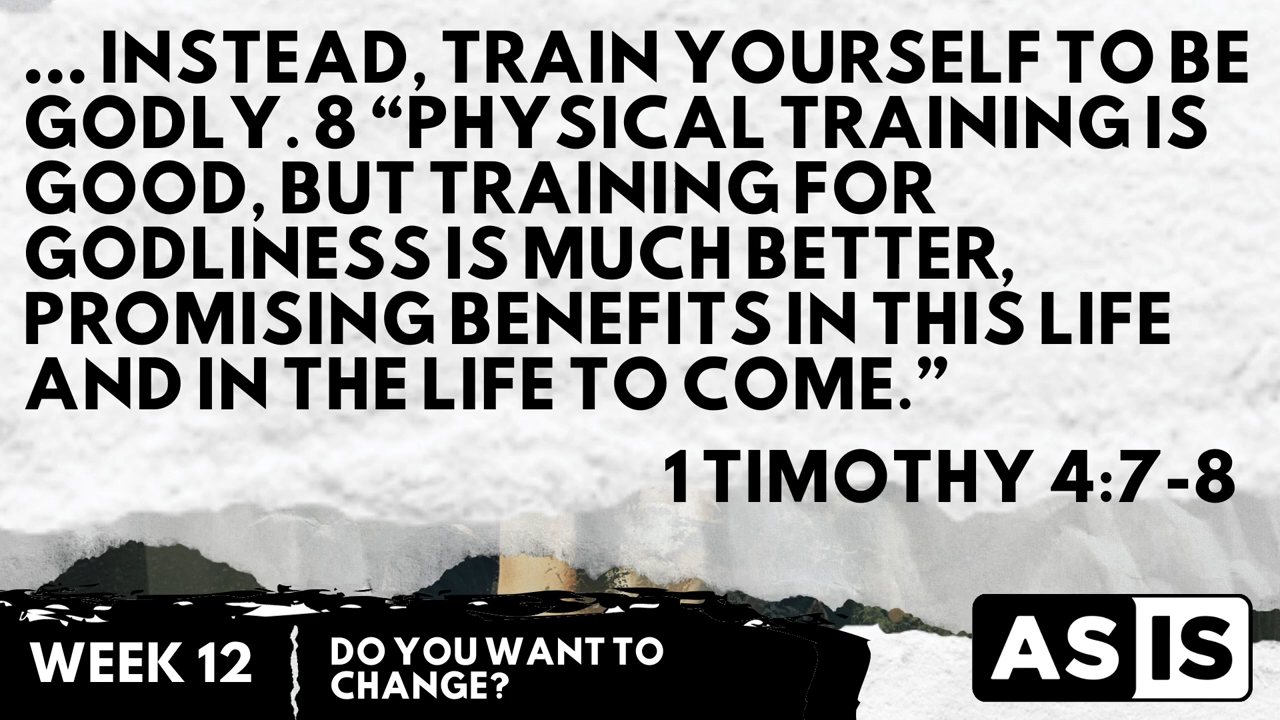 ... INSTEAD, TRAIN YOURSELF TO BE
GODLY. 8 “PHYSICAL TRAINING IS
GOOD, BUT TRAINING FOR
GODLINESS IS MUCH BETTER,
PROMISING BENEFITS IN THIS LIFE
AND IN THE LIFE TO COME.”
1 TIMOTHY 4:7-8
WEEK 12
DO YOU WANT TO
CHANGE?
AS IS